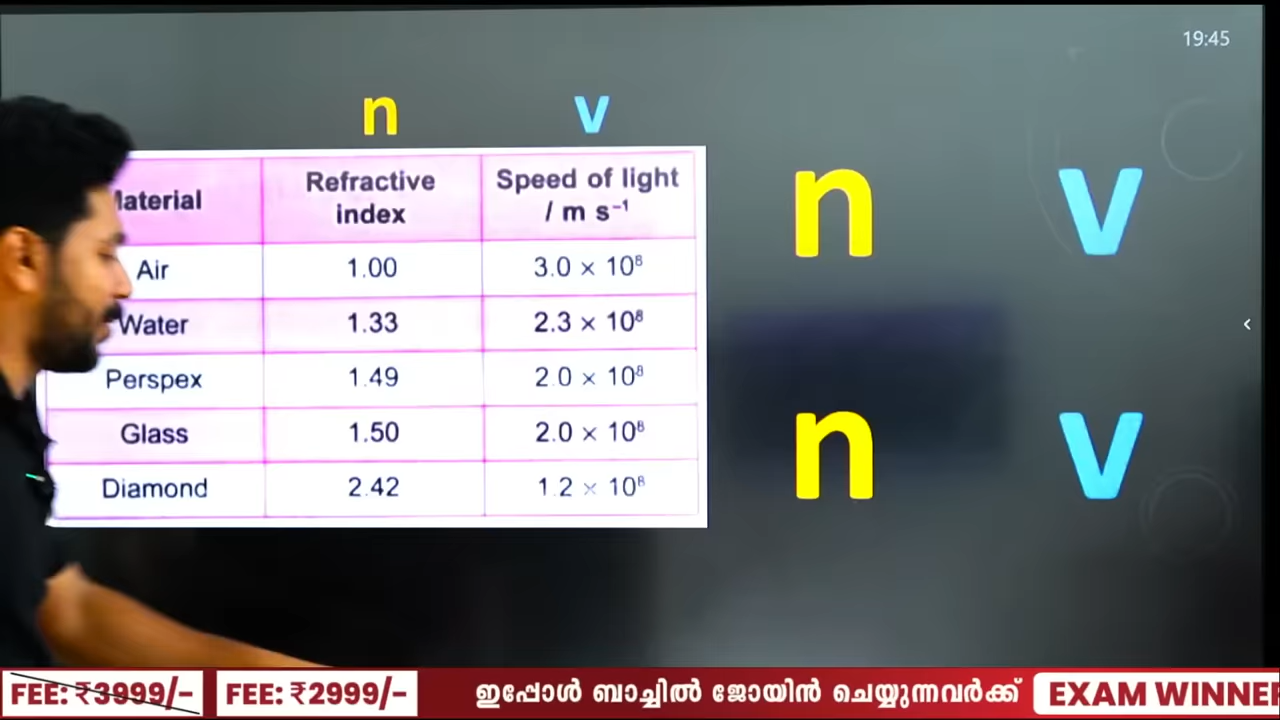 19:45
n v
Material Refractive index Speed of light / m s⁻¹
Air 1.00 3.0 × 10⁸
Water 1.33 2.3 × 10⁸
Perspex 1.49 2.0 × 10⁸
Glass 1.50 2.0 × 10⁸
Diamond 2.42 1.2 × 10⁸
n v
n v
FEE: ₹3999/- FEE: ₹2999/- ഇപ്പോൾ ബാച്ചിൽ ജോയിൻ ചെയ്യുന്നവർക്ക് EXAM WINNER